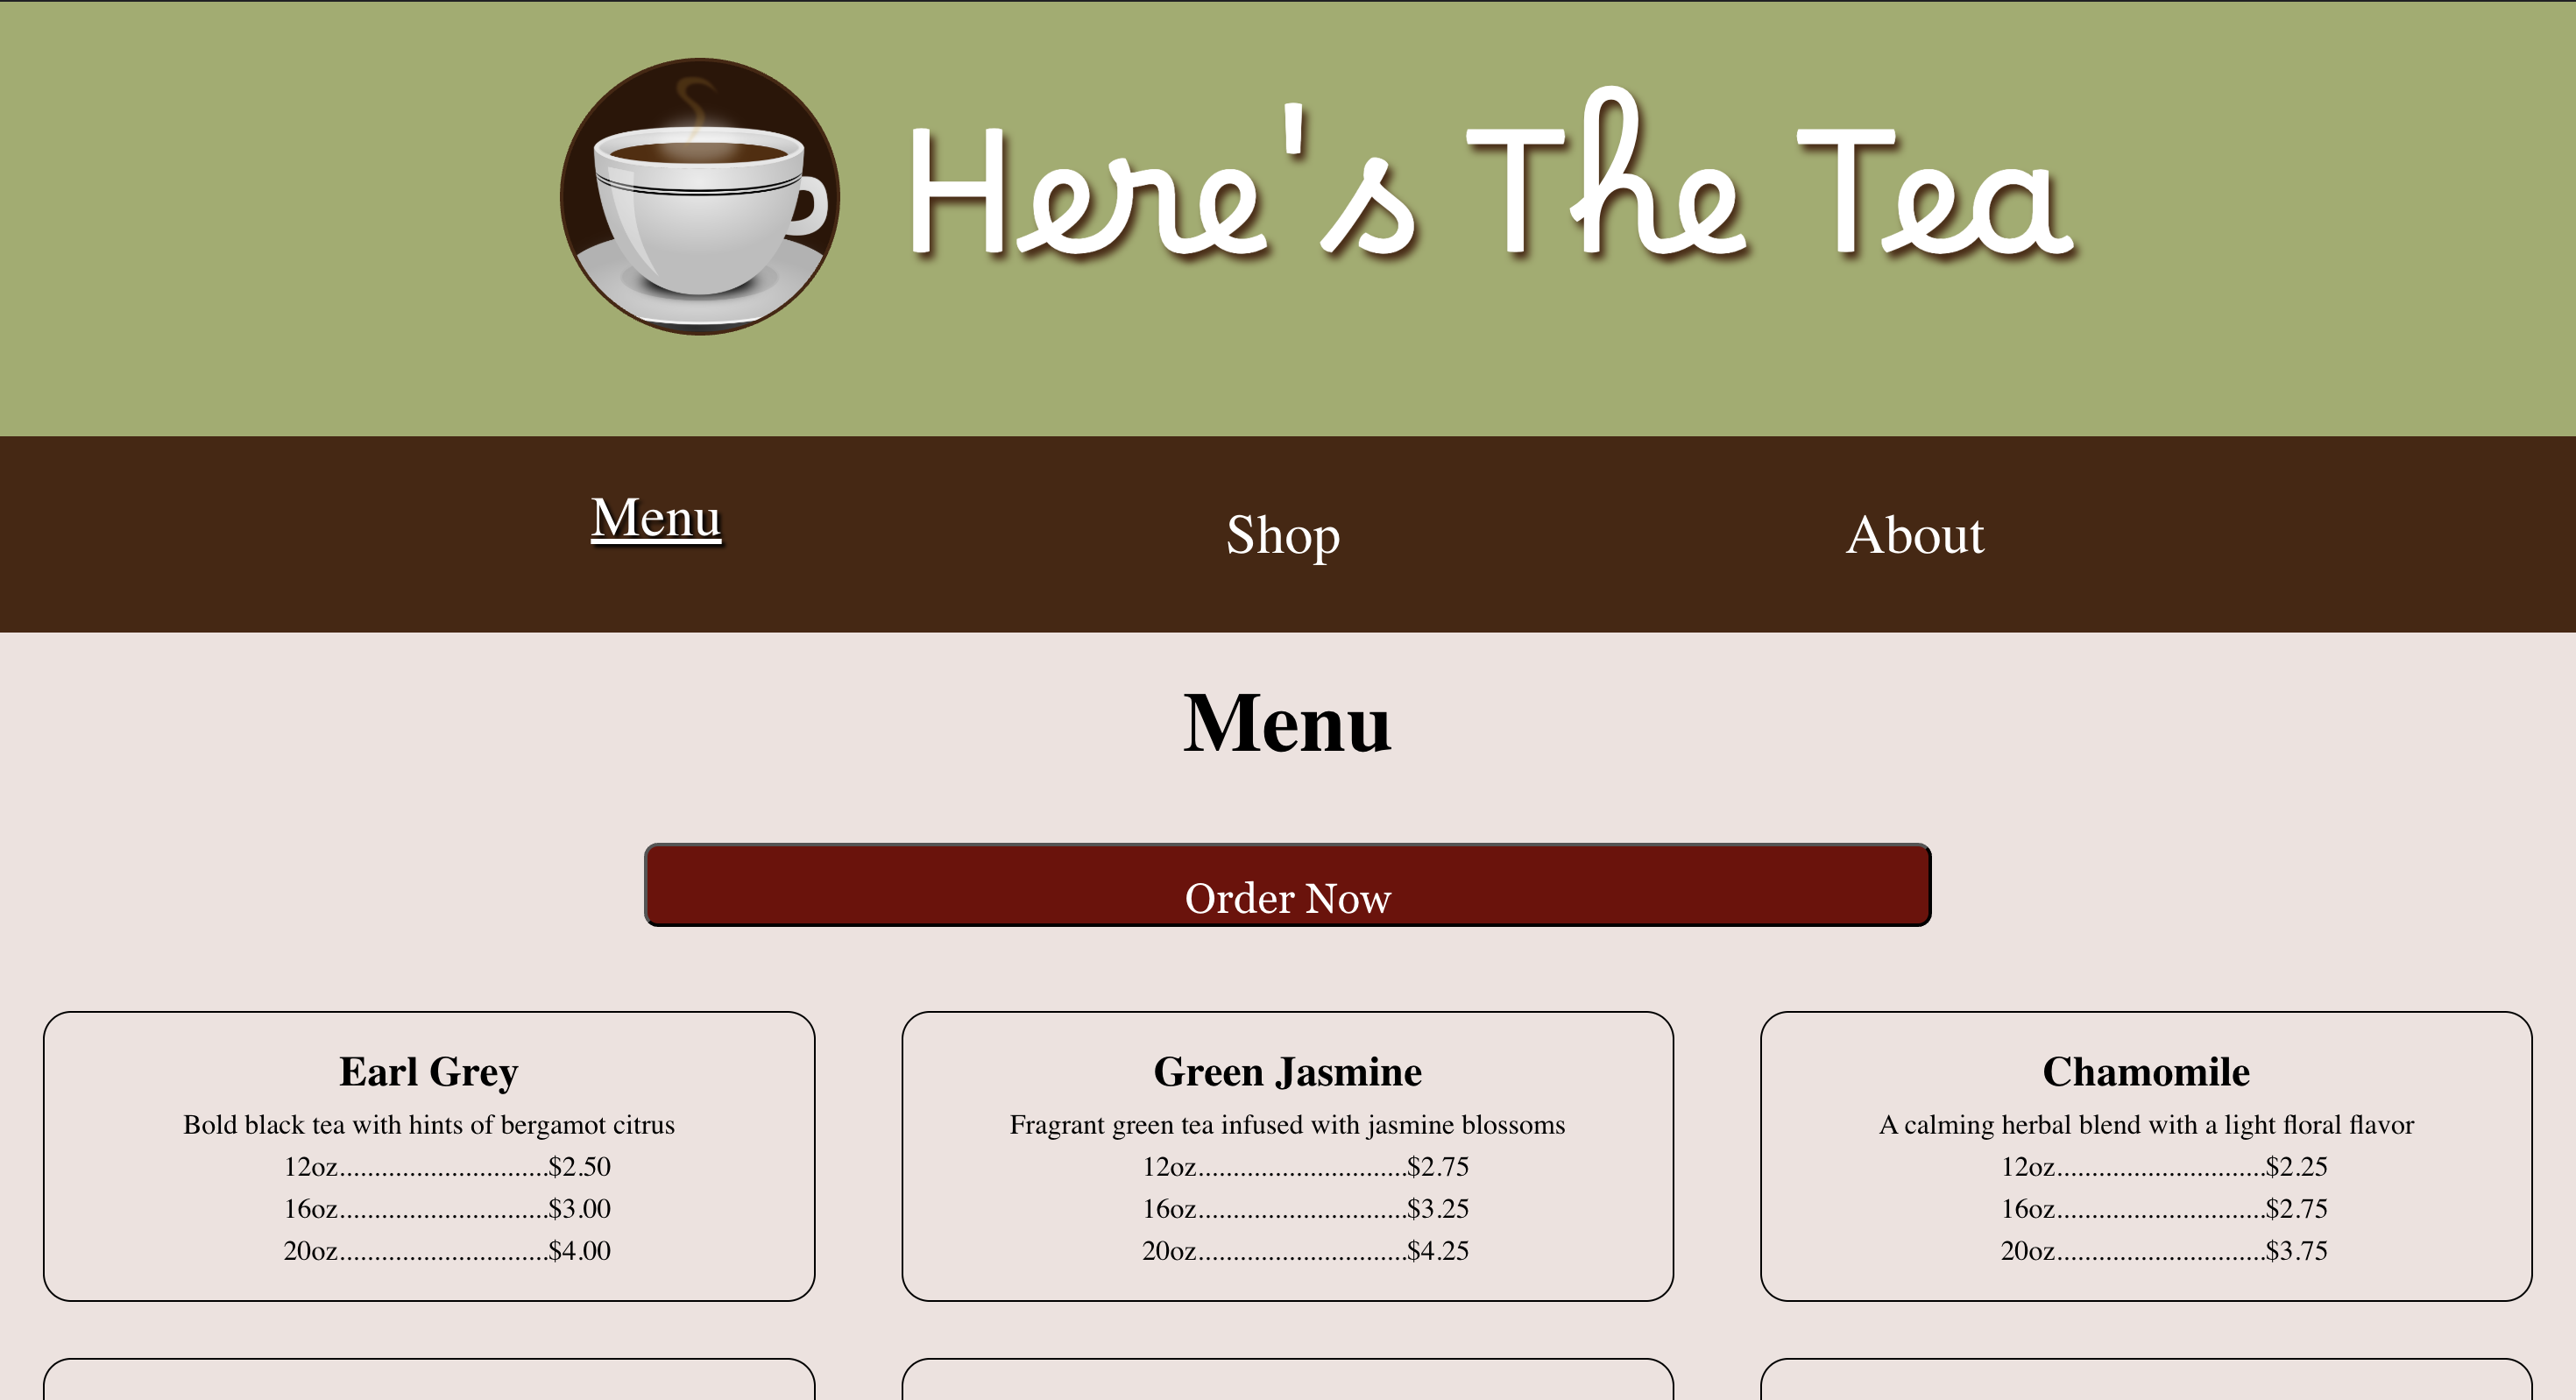 Here's The Tea
Menu
Shop
About
Menu
Order Now
Earl Grey
Bold black tea with hints of bergamot citrus
12oz..............................$2.50
16oz..............................$3.00
20oz..............................$4.00
Green Jasmine
Fragrant green tea infused with jasmine blossoms
12oz..............................$2.75
16oz..............................$3.25
20oz..............................$4.25
Chamomile
A calming herbal blend with a light floral flavor
12oz..............................$2.25
16oz..............................$2.75
20oz..............................$3.75